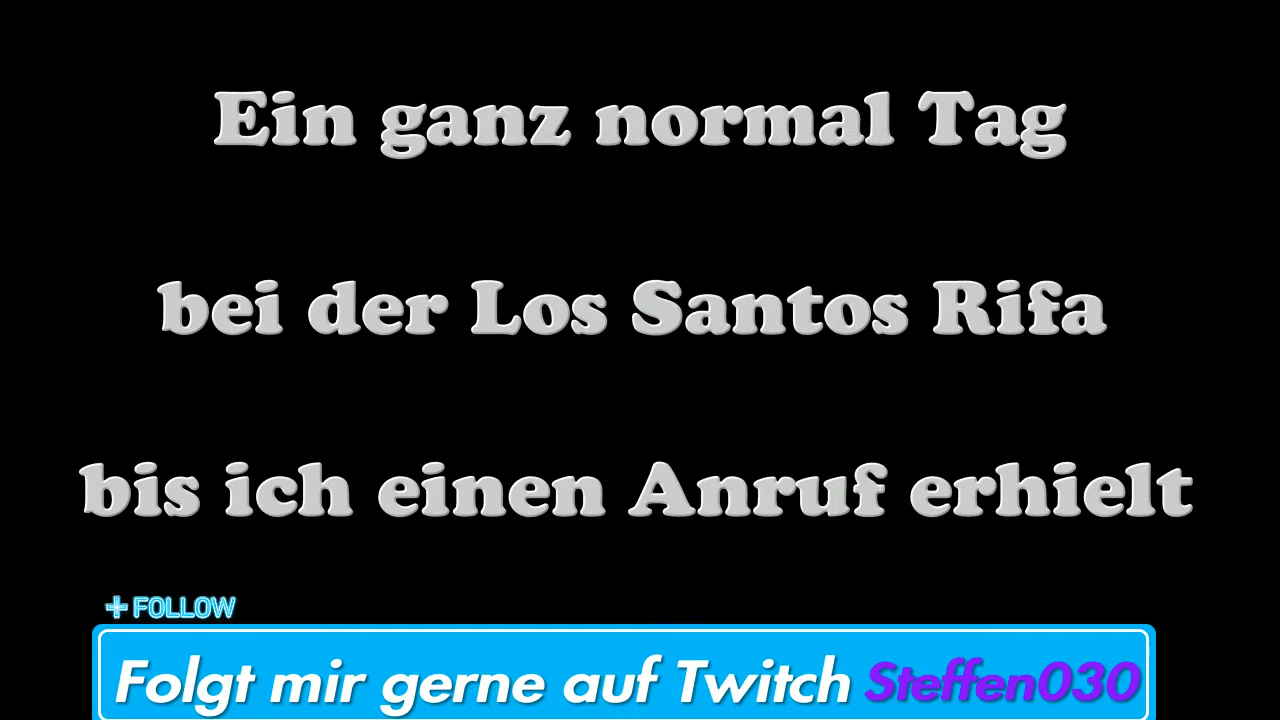 Ein ganz normal Tag
bei der Los Santos Rifa
bis ich einen Anruf erhielt
+ FOLLOW
Folgt mir gerne auf Twitch Steffen030